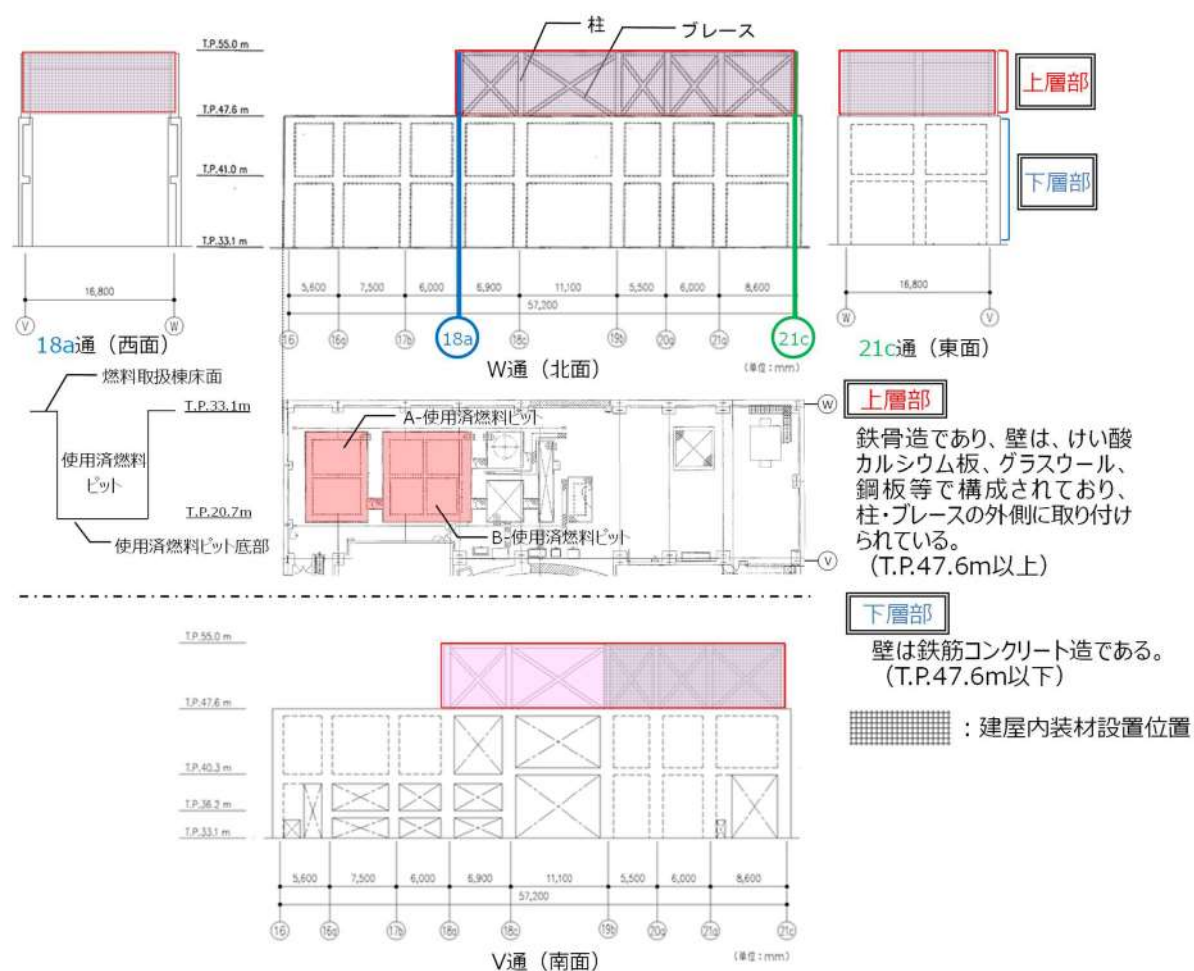 柱
ブレース
T.P.55.0 m
T.P.47.6 m
T.P.41.0 m
T.P.33.1 m
上層部
下層部
16,800
V
W
18a通（西面）
5,600
7,500
6,000
6,900
11,100
5,500
6,000
8,600
57,200
16
16a
17b
18a
18c
19b
20a
21a
21c
W通（北面）
（単位：mm）
16,800
W
V
21c通（東面）
燃料取扱棟床面
T.P.33.1m
使用済燃料
ピット
T.P.20.7m
使用済燃料ピット底部
A-使用済燃料ピット
B-使用済燃料ピット
W
V
上層部
鉄骨造であり、壁は、けい酸
カルシウム板、グラスウール、
鋼板等で構成されており、
柱・ブレースの外側に取り付け
られている。
（T.P.47.6m以上）
下層部
壁は鉄筋コンクリート造である。
（T.P.47.6m以下）
：建屋内装材設置位置
T.P.55.0 m
T.P.47.6 m
T.P.40.3 m
T.P.36.2 m
T.P.33.1 m
5,600
7,500
6,000
6,900
11,100
5,500
6,000
8,600
57,200
16
16a
17b
18a
18c
19b
20a
21a
21c
V通（南面）
（単位：mm）